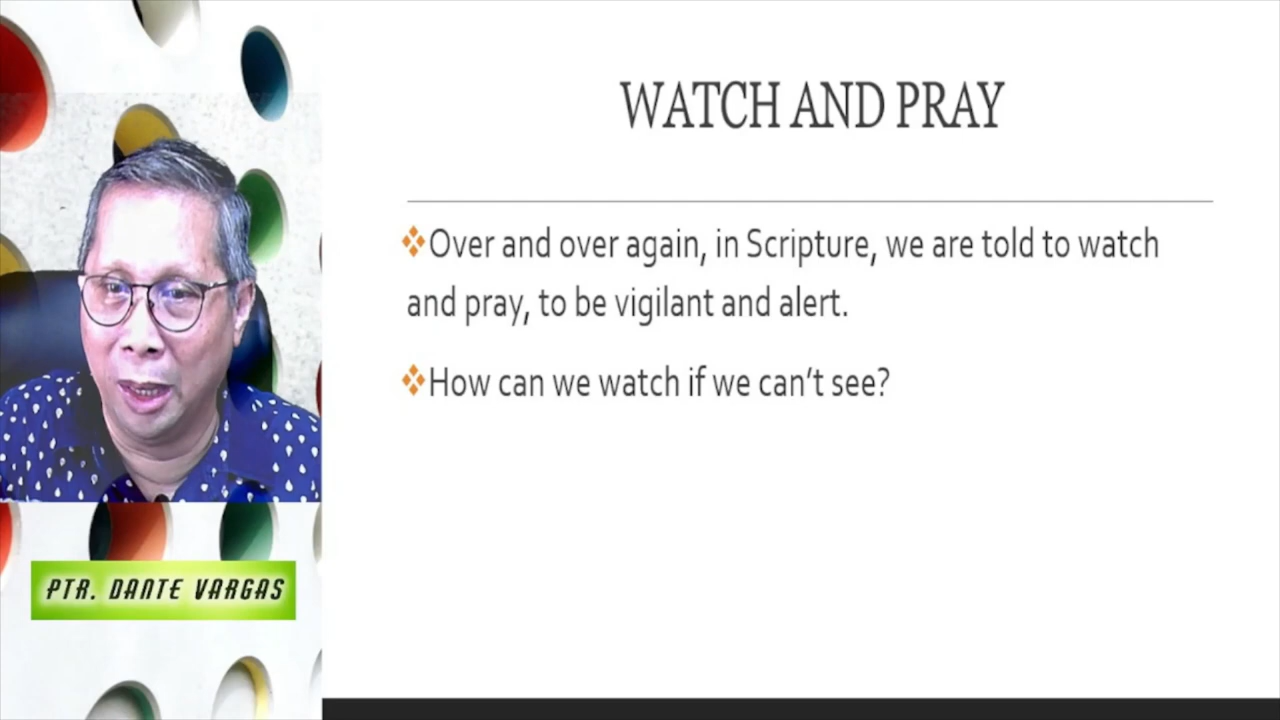 WATCH AND PRAY
❖Over and over again, in Scripture, we are told to watch
and pray, to be vigilant and alert.
❖How can we watch if we can't see?
PTR. DANTE VARGAS